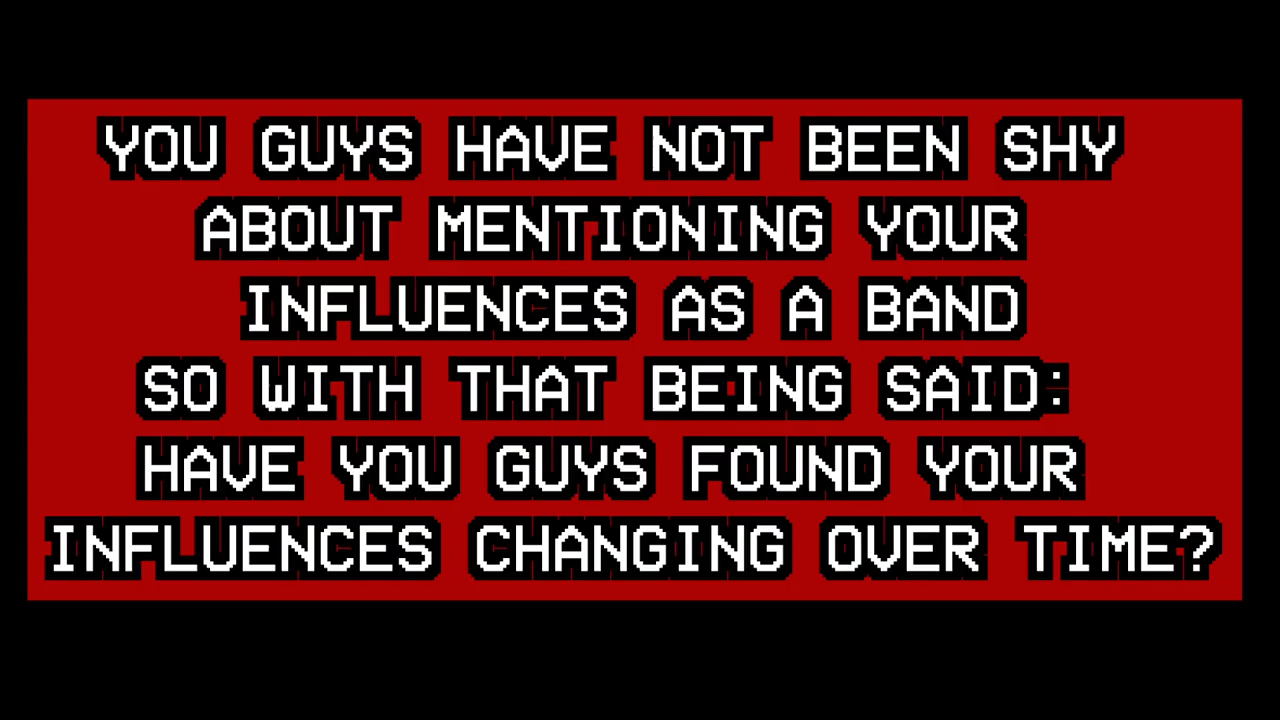 YOU GUYS HAVE NOT BEEN SHY
ABOUT MENTIONING YOUR
INFLUENCES AS A BAND
SO WITH THAT BEING SAID:
HAVE YOU GUYS FOUND YOUR
INFLUENCES CHANGING OVER TIME?